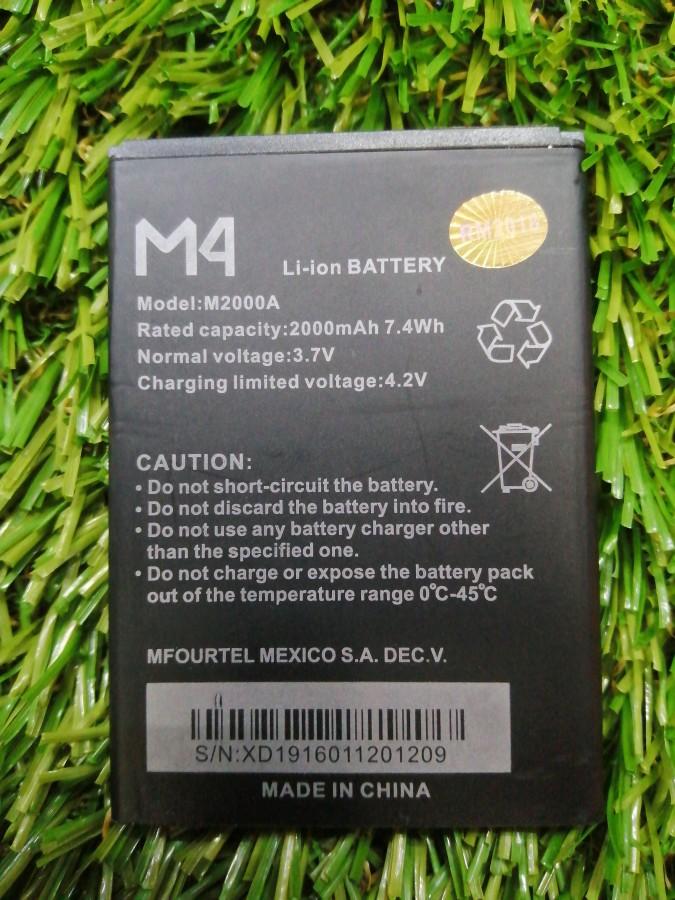 M4
RM2018
Li-ion BATTERY
Model:M2000A
Rated capacity:2000mAh 7.4Wh
Normal voltage:3.7V
Charging limited voltage:4.2V
CAUTION:
• Do not short-circuit the battery.
• Do not discard the battery into fire.
• Do not use any battery charger other
than the specified one.
• Do not charge or expose the battery pack
out of the temperature range 0℃-45℃
MFOURTEL MEXICO S.A. DEC.V.
S/N:XD1916011201209
MADE IN CHINA